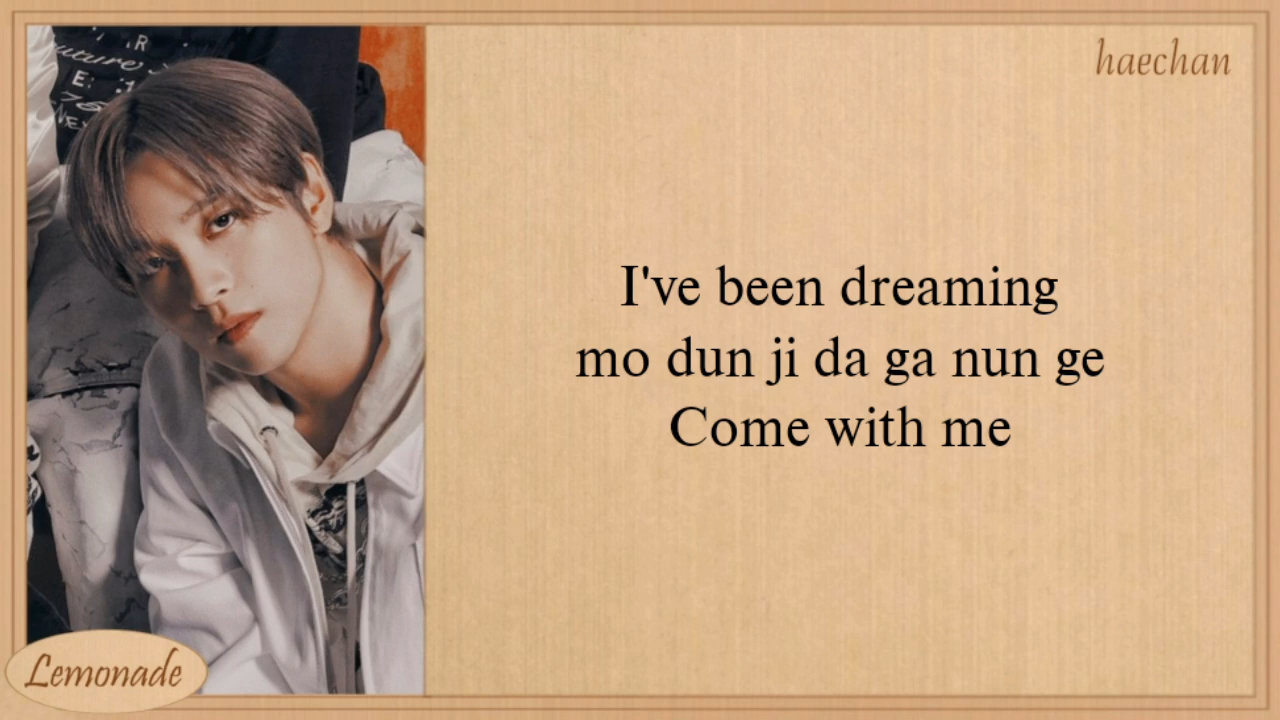 haechan
I've been dreaming
mo dun ji da ga nun ge
Come with me
Lemonade